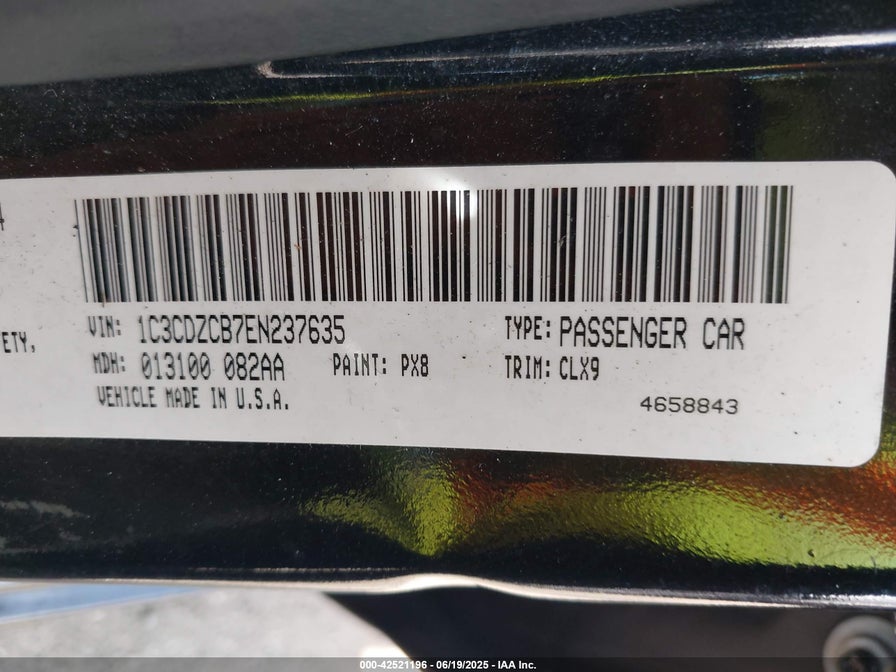 VIN: 1C3CDZCB7EN237635 TYPE: PASSENGER CAR
ETY,
MDH: 013100 082AA PAINT: PX8 TRIM: CLX9
VEHICLE MADE IN U.S.A. 4658843
000-42521196 - 06/19/2025 - IAA Inc.